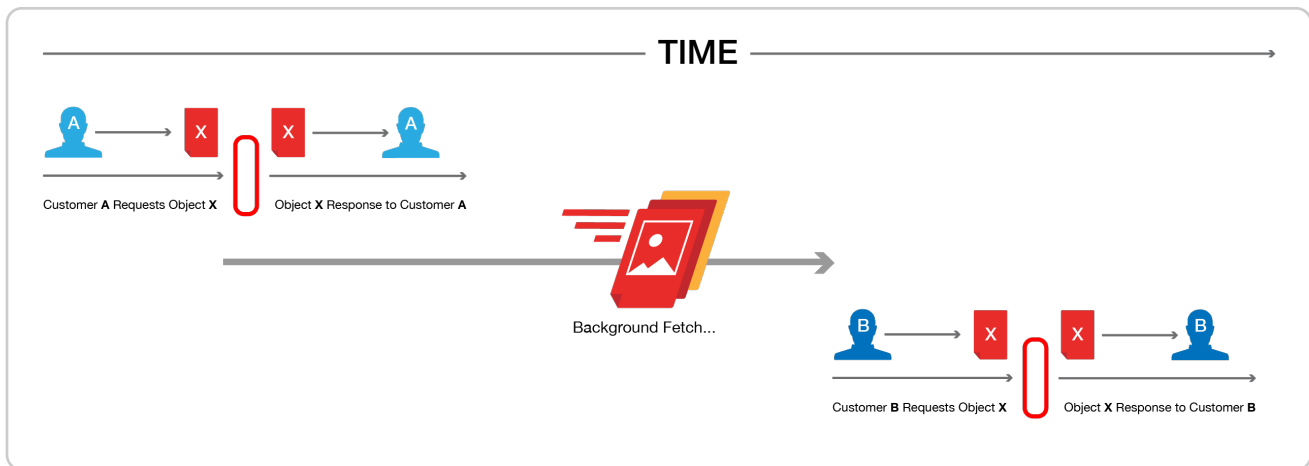 TIME
A
X
X
A
Customer A Requests Object X
Object X Response to Customer A
Background Fetch...
B
X
X
B
Customer B Requests Object X
Object X Response to Customer B